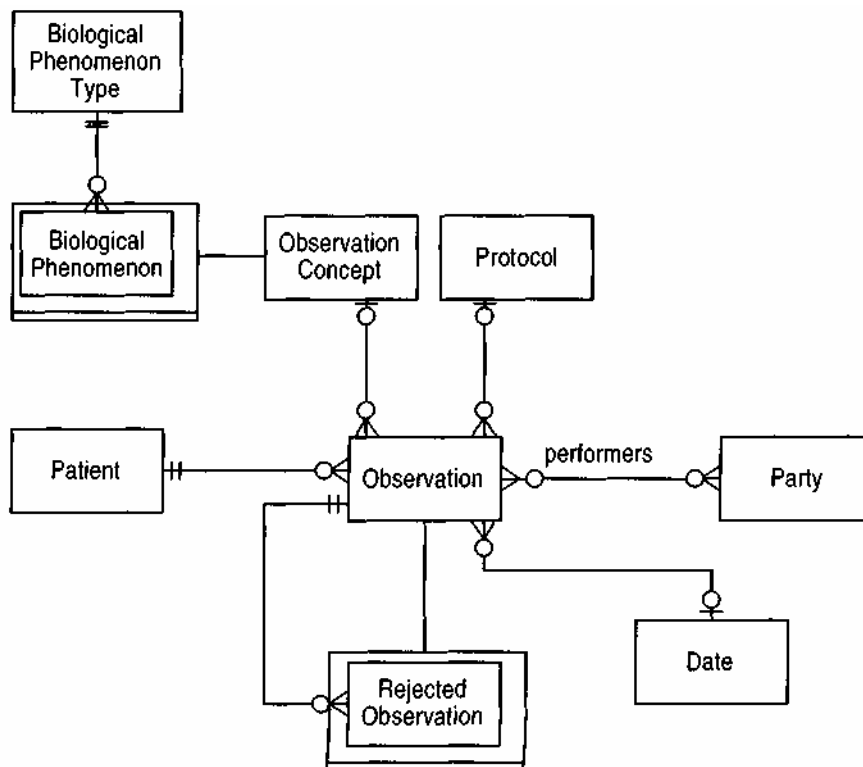 Biological
Phenomenon
Type
Biological
Phenomenon
Observation
Concept
Protocol
Patient
Observation
performers
Party
Rejected
Observation
Date